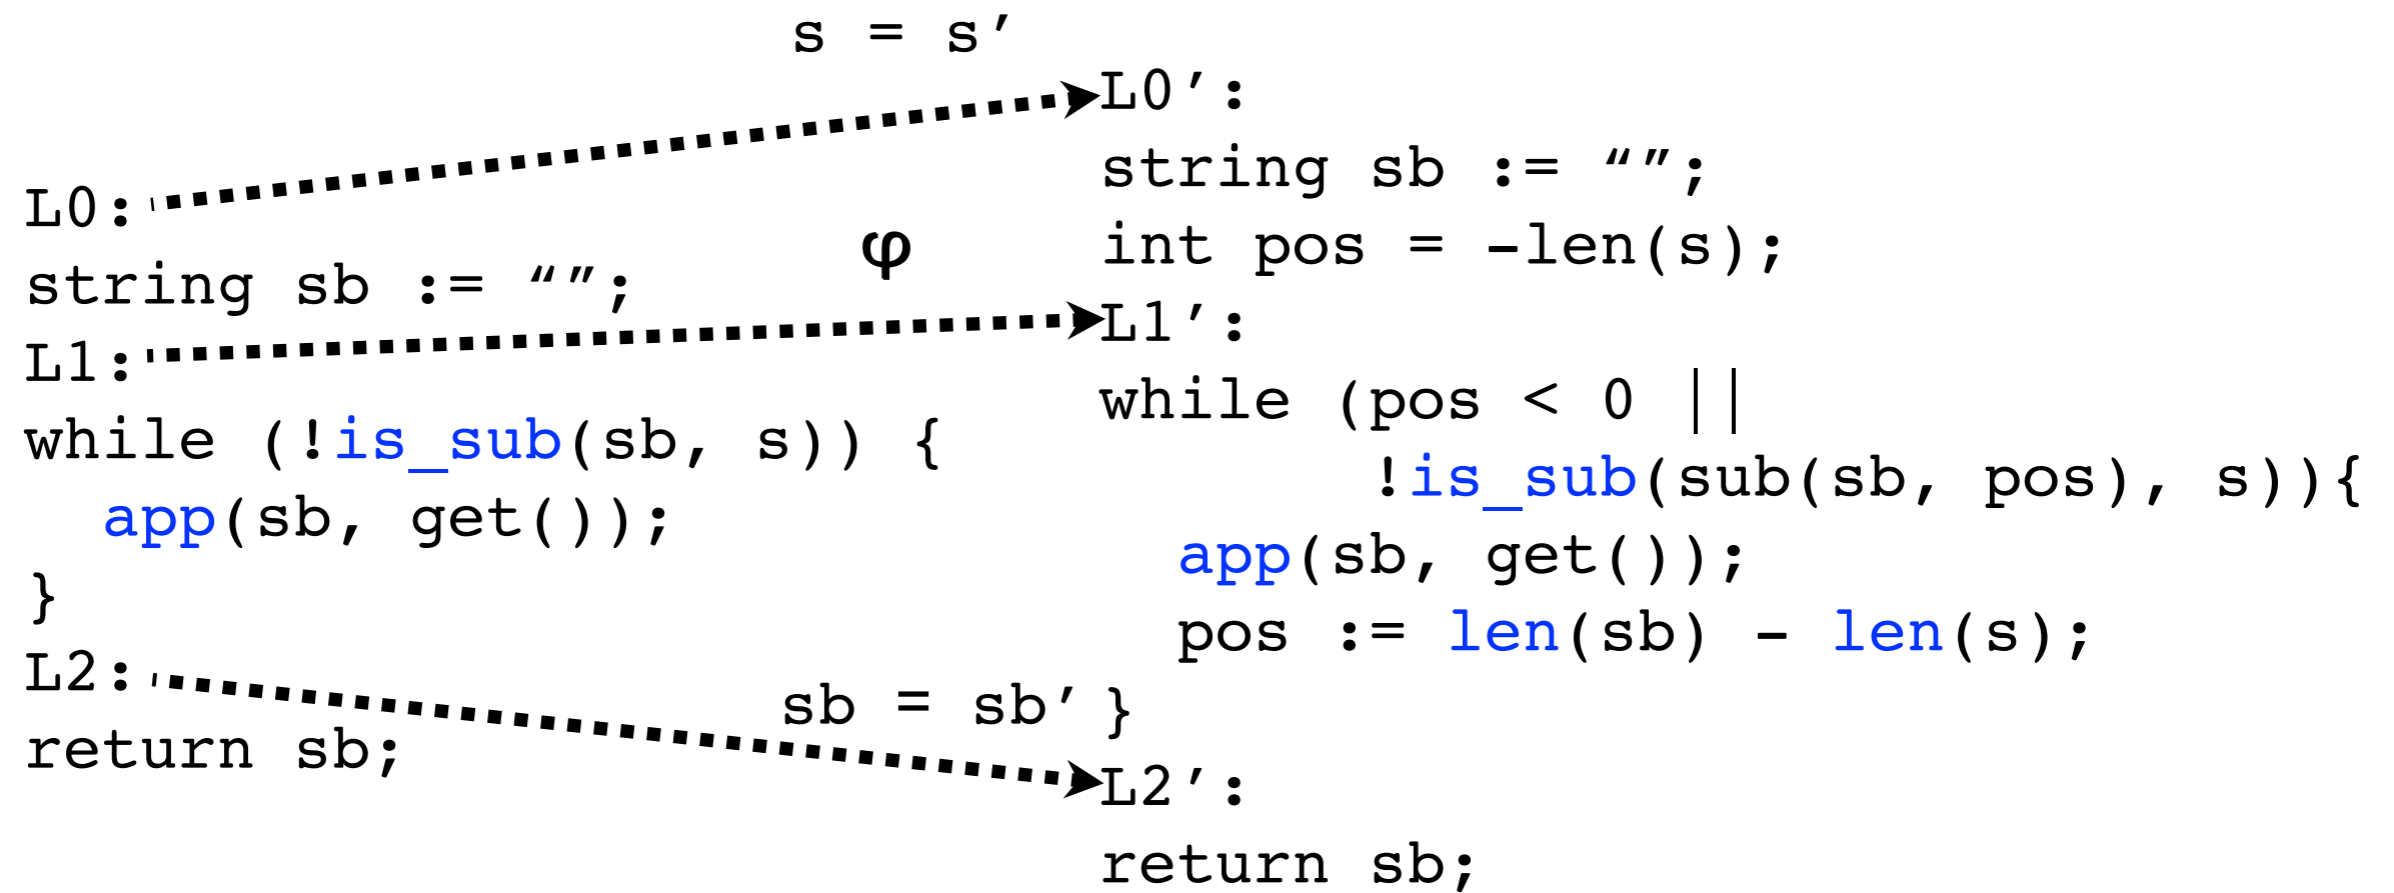 s = s’
L0:
string sb := “”;
φ
L1:
while (!is_sub(sb, s)) {
  app(sb, get());
}
L2:
return sb;
sb = sb’
L0’:
string sb := “”;
int pos = -len(s);
L1’:
while (pos < 0 ||
       !is_sub(sub(sb, pos), s)){
  app(sb, get());
  pos := len(sb) - len(s);
}
L2’:
return sb;